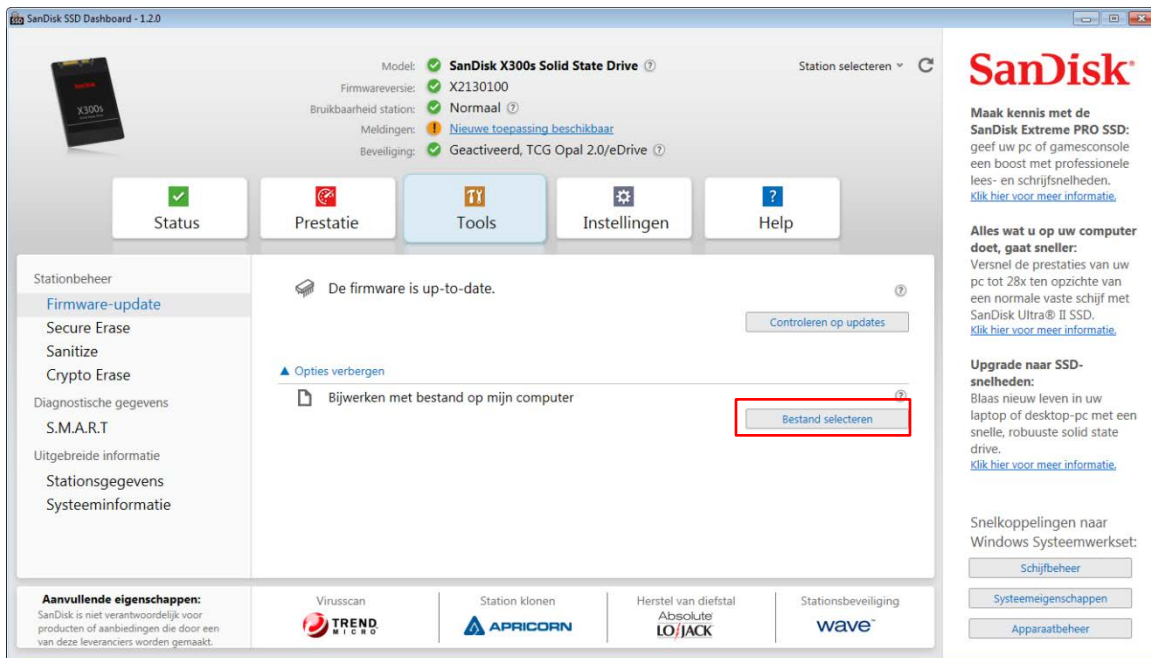 SanDisk SSD Dashboard - 1.2.0
SanDisk
X300s
Model: SanDisk X300s Solid State Drive ?
Firmwareversie: X2130100
Bruikbaarheid station: Normaal ?
Meldingen: ! Nieuwe toepassing beschikbaar
Beveiliging: Geactiveerd, TCG Opal 2.0/eDrive ?
Station selecteren
Status
Prestatie
Tools
Instellingen
?
Help
Stationbeheer
Firmware-update
Secure Erase
Sanitize
Crypto Erase
Diagnostische gegevens
S.M.A.R.T
Uitgebreide informatie
Stationsgegevens
Systeeminformatie
De firmware is up-to-date.
?
Controleren op updates
Opties verbergen
Bijwerken met bestand op mijn computer
?
Bestand selecteren
Aanvullende eigenschappen:
SanDisk is niet verantwoordelijk voor
producten of aanbiedingen die door een
van deze leveranciers worden gemaakt.
Virusscan
TREND
MICRO
Station klonen
APRICORN
Herstel van diefstal
Absolute
LO/JACK
Stationsbeveiliging
wave
SanDisk
Maak kennis met de
SanDisk Extreme PRO SSD:
geef uw pc of gamesconsole
een boost met professionele
lees- en schrijfsnelheden.
Klik hier voor meer informatie.
Alles wat u op uw computer
doet, gaat sneller:
Versnel de prestaties van uw
pc tot 28x ten opzichte van
een normale vaste schijf met
SanDisk Ultra® II SSD.
Klik hier voor meer informatie.
Upgrade naar SSD-
snelheden:
Blaas nieuw leven in uw
laptop of desktop-pc met een
snelle, robuuste solid state
drive.
Klik hier voor meer informatie.
Snelkoppelingen naar
Windows Systeemwerkset:
Schijfbeheer
Systeemeigenschappen
Apparaatbeheer